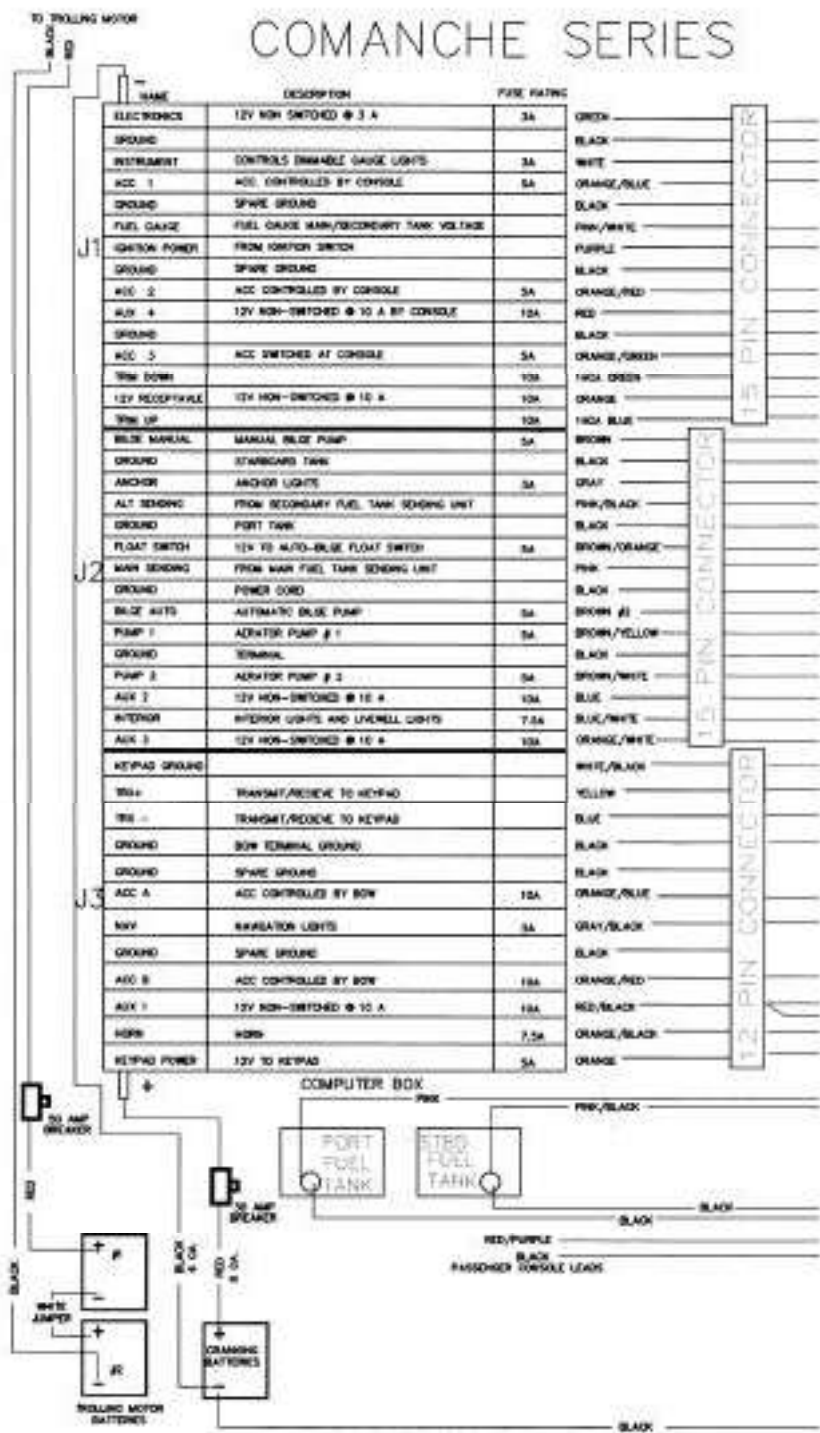 TO TROLLING MOTOR
BLACK
RED
COMANCHE SERIES
NAME DESCRIPTION FUSE RATING
ELECTRONICS 12V NON SWITCHED @ 3 A 3A GREEN
GROUND BLACK
INSTRUMENT CONTROLS DIMMABLE GAUGE LIGHTS 3A WHITE
ACC 1 ACC. CONTROLLED BY CONSOLE 5A ORANGE/BLUE
GROUND SPARE GROUND BLACK
FUEL GAUGE FUEL GAUGE MAIN/SECONDARY TANK VOLTAGE PINK/WHITE
J1
IGNITION POWER FROM IGNITION SWITCH PURPLE
GROUND SPARE GROUND BLACK
ACC 2 ACC CONTROLLED BY CONSOLE 5A ORANGE/RED
AUX 4 12V NON-SWITCHED @ 10 A BY CONSOLE 10A RED
GROUND BLACK
ACC 3 ACC SWITCHED AT CONSOLE 5A ORANGE/GREEN
TRIM DOWN 10A 14GA GREEN
12V RECEPTAVLE 12V NON-SWITCHED @ 10 A 10A ORANGE
TRIM UP 10A 14GA BLUE
15 PIN CONNECTOR
BILGE MANUAL MANUAL BILGE PUMP 5A BROWN
GROUND STARBOARD TANK BLACK
ANCHOR ANCHOR LIGHTS 5A GRAY
ALT SENDING FROM SECONDARY FUEL TANK SENDING UNIT PINK/BLACK
GROUND PORT TANK BLACK
FLOAT SWITCH 12V TO AUTO-BILGE FLOAT SWITCH 5A BROWN/ORANGE
J2
MAIN SENDING FROM MAIN FUEL TANK SENDING UNIT PINK
GROUND POWER CORD BLACK
BILGE AUTO AUTOMATIC BILGE PUMP 5A BROWN #2
PUMP 1 AERATOR PUMP # 1 5A BROWN/YELLOW
GROUND TERMINAL BLACK
PUMP 2 AERATOR PUMP # 2 5A BROWN/WHITE
AUX 2 12V NON-SWITCHED @ 10 A 10A BLUE
INTERIOR INTERIOR LIGHTS AND LIVEWELL LIGHTS 7.5A BLUE/WHITE
AUX 3 12V NON-SWITCHED @ 10 A 10A ORANGE/WHITE
15 PIN CONNECTOR
KEYPAD GROUND WHITE/BLACK
TRX+ TRANSMIT/RECIEVE TO KEYPAD YELLOW
TRX - TRANSMIT/RECIEVE TO KEYPAD BLUE
GROUND BOW TERMINAL GROUND BLACK
GROUND SPARE GROUND BLACK
J3
ACC A ACC CONTROLLED BY BOW 10A ORANGE/BLUE
NAV NAVIGATION LIGHTS 5A GRAY/BLACK
GROUND SPARE GROUND BLACK
ACC B ACC CONTROLLED BY BOW 10A ORANGE/RED
AUX 1 12V NON-SWITCHED @ 10 A 10A RED/BLACK
HORN HORN 7.5A ORANGE/BLACK
KEYPAD POWER 12V TO KEYPAD 5A ORANGE
12 PIN CONNECTOR
+
COMPUTER BOX
PINK
PINK/BLACK
50 AMP
BREAKER
PORT
FUEL
TANK
STBD
FUEL
TANK
RED
50 AMP
BREAKER
BLACK
BLACK
RED/PURPLE
BLACK
PASSENGER CONSOLE LEADS
BLACK
BLACK
6 GA.
RED
+
-
WHITE
JUMPER
+
-
TROLLING MOTOR
BATTERIES
+
CRANKING
BATTERIES
-
BLACK